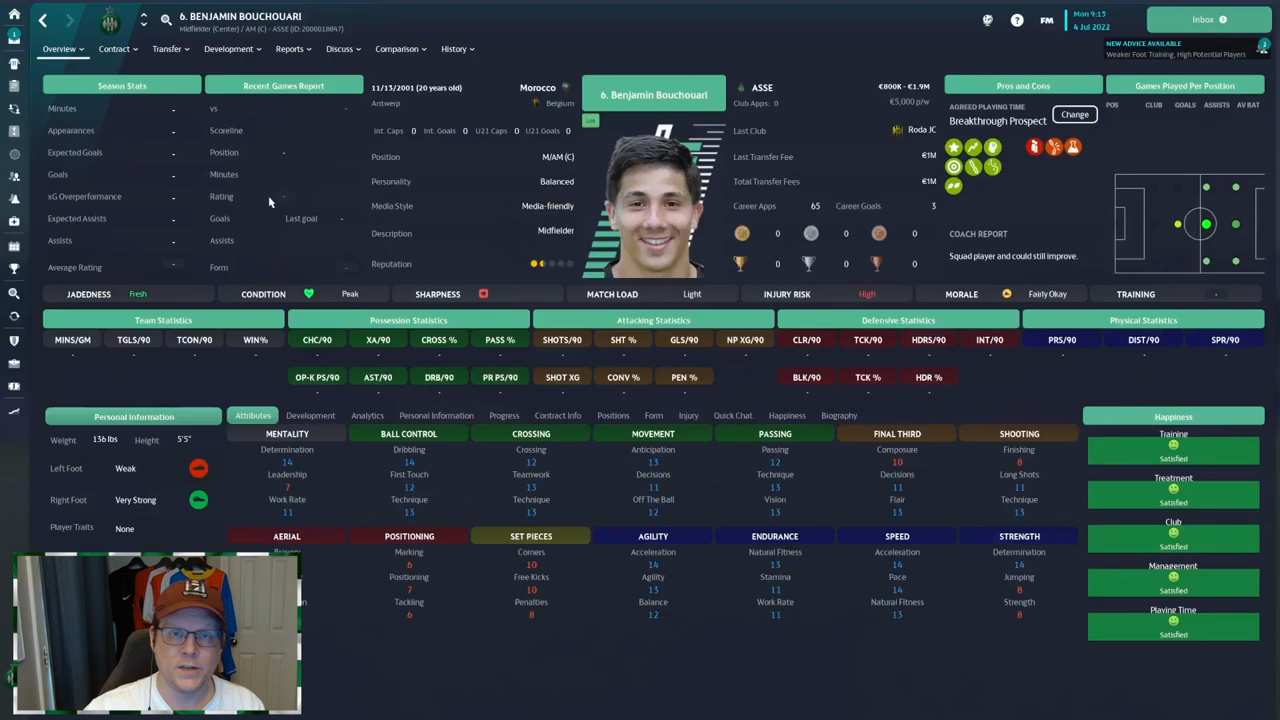 6. BENJAMIN BOUCHOUARI
Midfielder (Center) / AM (C) - ASSE (ID:2000018847)
FM
Mon 9:15
4 Jul 2022
Inbox
1
Overview
Contract
Transfer
Development
Reports
Discuss
Comparison
History
NEW ADVICE AVAILABLE
Weaker Foot Training, High Potential Players
1
Season Stats
Minutes -
Appearances -
Expected Goals -
Goals -
xG Overperformance -
Expected Assists -
Assists -
Average Rating -
Recent Games Report
vs -
Scoreline
Position -
Minutes
Rating -
Goals Last goal -
Assists
Form -
11/13/2001 (20 years old) Morocco
Antwerp Belgium
Int. Caps 0 Int. Goals 0 U21 Caps 0 U21 Goals 0
Position M/AM (C)
Personality Balanced
Media Style Media-friendly
Description Midfielder
Reputation
6. Benjamin Bouchouari
ASSE €800K - €1.9M
Club Apps: 0 €5,000 p/w
Last Club Roda JC
Last Transfer Fee €1M
Total Transfer Fees €1M
Career Apps 65 Career Goals 3
0 0 0
0 0 0
Pros and Cons
AGREED PLAYING TIME
Breakthrough Prospect
Change
COACH REPORT
Squad player and could still improve.
Games Played Per Position
POS CLUB GOALS ASSISTS AV RAT
JADEDNESS Fresh
CONDITION Peak
SHARPNESS
MATCH LOAD Light
INJURY RISK High
MORALE Fairly Okay
TRAINING -
Team Statistics
MINS/GM TGLS/90 TCON/90 WIN%
- - - -
Possession Statistics
CHC/90 XA/90 CROSS % PASS %
- - - -
OP-K PS/90 AST/90 DRB/90 PR PS/90
- - - -
Attacking Statistics
SHOTS/90 SHT % GLS/90 NP XG/90
- - - -
SHOT XG CONV % PEN %
- - -
Defensive Statistics
CLR/90 TCK/90 HDRS/90 INT/90
- - - -
BLK/90 TCK % HDR %
- - -
Physical Statistics
PRS/90 DIST/90 SPR/90
- - -
Personal Information
Weight 136 lbs Height 5'5"
Left Foot Weak
Right Foot Very Strong
Player Traits None
Attributes Development Analytics Personal Information Progress Contract Info Positions Form Injury Quick Chat Happiness Biography
MENTALITY
Determination
14
Leadership
7
Work Rate
11
BALL CONTROL
Dribbling
14
First Touch
12
Technique
13
CROSSING
Crossing
12
Teamwork
13
Technique
13
MOVEMENT
Anticipation
13
Decisions
11
Off The Ball
12
PASSING
Passing
12
Technique
13
Vision
13
FINAL THIRD
Composure
10
Decisions
11
Flair
13
SHOOTING
Finishing
8
Long Shots
11
Technique
13
AERIAL
POSITIONING
Marking
6
Positioning
7
Tackling
6
SET PIECES
Corners
10
Free Kicks
10
Penalties
8
AGILITY
Acceleration
14
Agility
13
Balance
12
ENDURANCE
Natural Fitness
13
Stamina
11
Work Rate
11
SPEED
Acceleration
14
Pace
14
Natural Fitness
13
STRENGTH
Determination
14
Jumping
8
Strength
8
Happiness
Training
Satisfied
Treatment
Satisfied
Club
Satisfied
Management
Satisfied
Playing Time
Satisfied